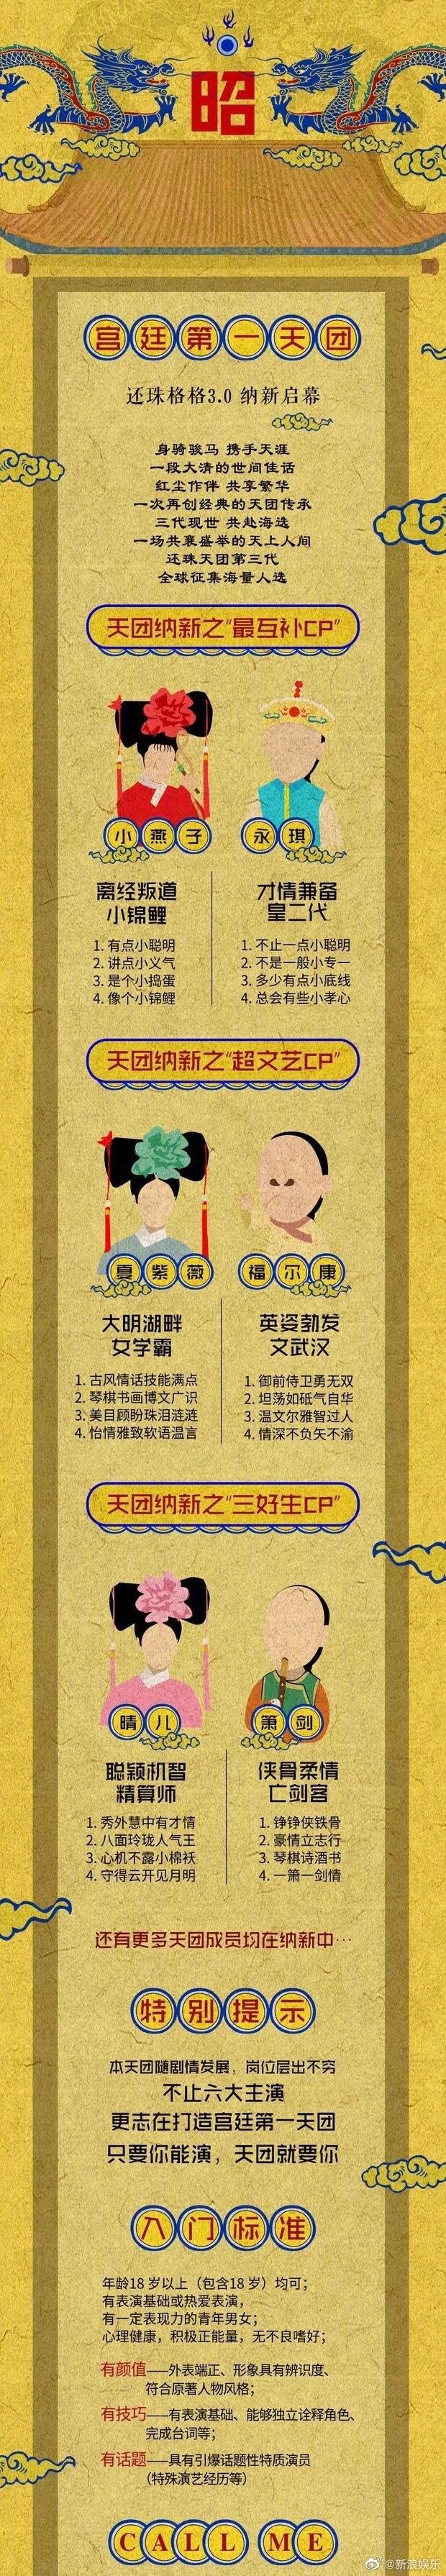 昭
宫廷第一天团
还珠格格3.0 纳新启幕
身骑骏马 携手天涯
一段大清的世间佳话
红尘作伴 共享繁华
一次再创经典的天团传承
三代现世 共赴海选
一场共襄盛举的天上人间
还珠天团第三代
全球征集海量人选
天团纳新之“最互补CP”
小燕子
永琪
离经叛道
小锦鲤
才情兼备
皇二代
1. 有点小聪明
2. 讲点小义气
3. 是个小捣蛋
4. 像个小锦鲤
1. 不止一点小聪明
2. 不是一般小专一
3. 多少有点小底线
4. 总会有些小孝心
天团纳新之“超文艺CP”
夏紫薇
福尔康
大明湖畔
女学霸
英姿勃发
文武汉
1. 古风情话技能满点
2. 琴棋书画博文广识
3. 美目顾盼珠泪涟涟
4. 怡情雅致软语温言
1. 御前侍卫勇无双
2. 坦荡如砥气自华
3. 温文尔雅智过人
4. 情深不负矢不渝
天团纳新之“三好生CP”
晴儿
箫剑
聪颖机智
精算师
侠骨柔情
亡剑客
1. 秀外慧中有才情
2. 八面玲珑人气王
3. 心机不露小棉袄
4. 守得云开见月明
1. 铮铮侠铁骨
2. 豪情立志行
3. 琴棋诗酒书
4. 一箫一剑情
还有更多天团成员均在纳新中…
特别提示
本天团随剧情发展，岗位层出不穷
不止六大主演
更志在打造宫廷第一天团
只要你能演，天团就要你
入门标准
年龄18 岁以上（包含18 岁）均可；
有表演基础或热爱表演，
有一定表现力的青年男女；
心理健康，积极正能量，无不良嗜好；
有颜值——外表端正、形象具有辨识度、
符合原著人物风格；
有技巧——有表演基础、能够独立诠释角色、
完成台词等；
有话题——具有引爆话题性特质演员
（特殊演艺经历等）
CALL ME
@新浪娱乐